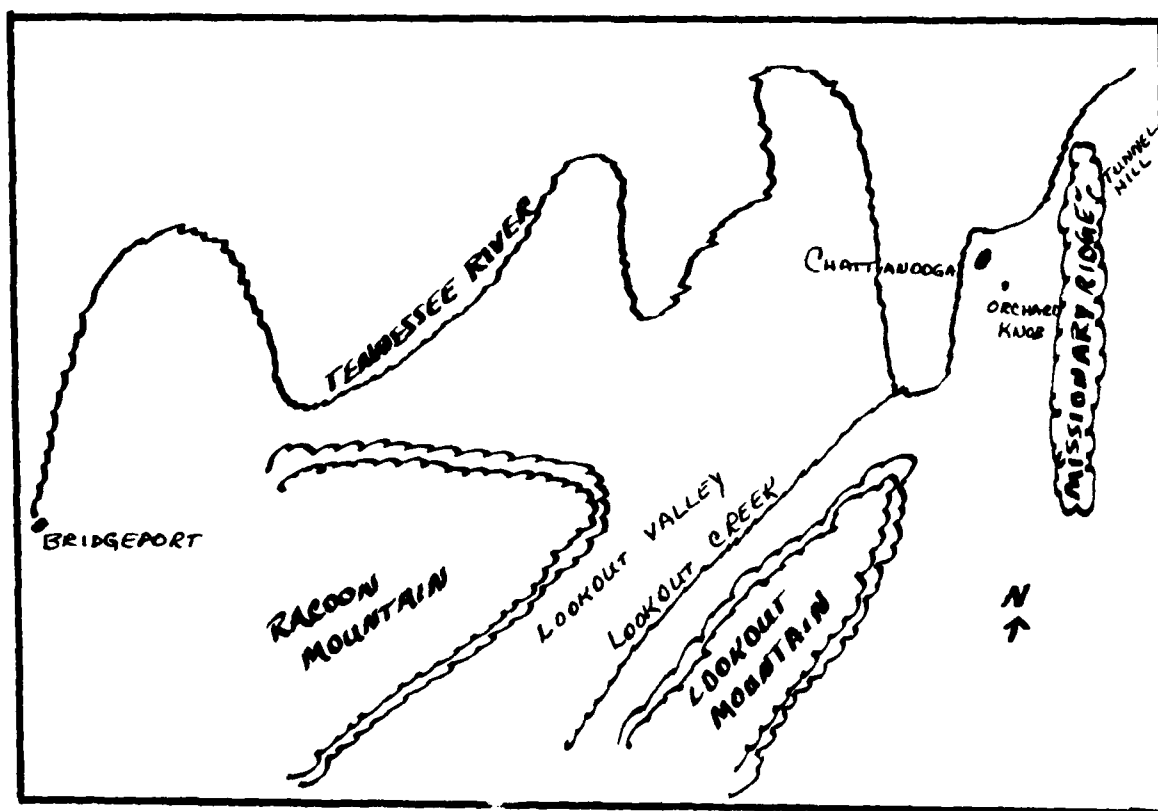 TENNESSEE RIVER
CHATTANOOGA
ORCHARD
KNOB
MISSIONARY RIDGE
TUNNEL
HILL
BRIDGEPORT
RACOON
MOUNTAIN
LOOKOUT VALLEY
LOOKOUT CREEK
LOOKOUT
MOUNTAIN
N